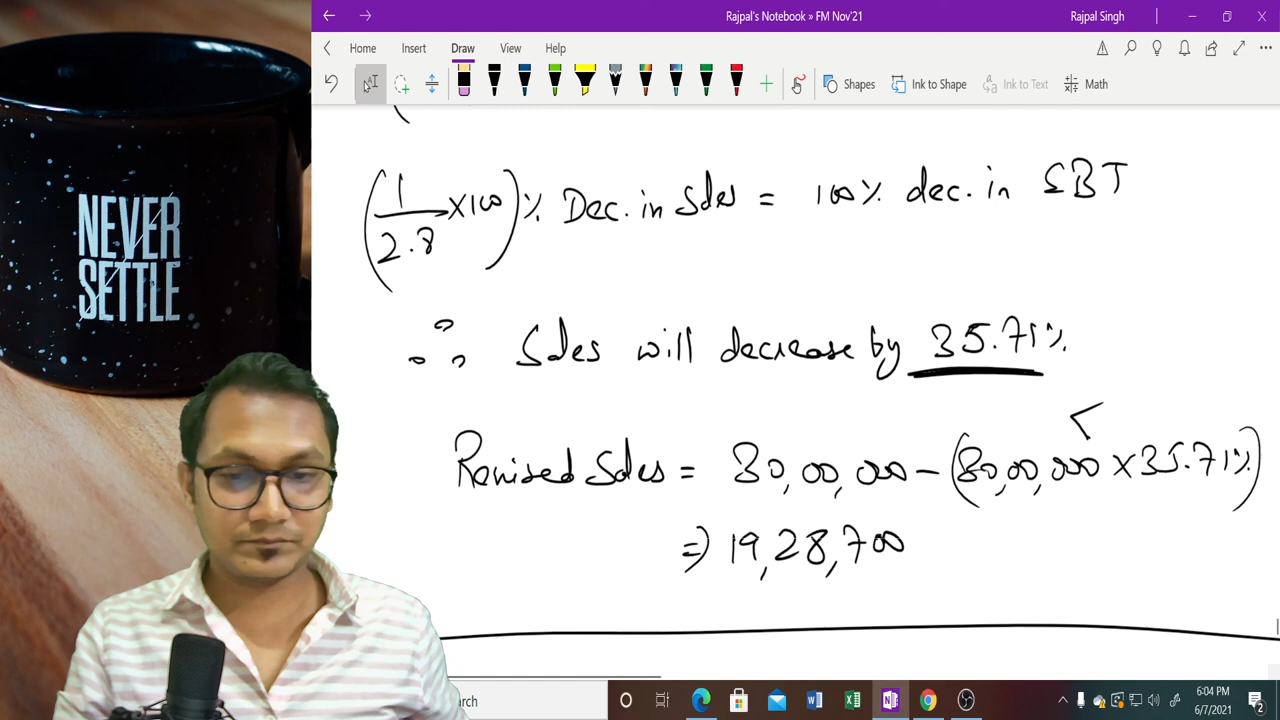 Rajpal's Notebook » FM Nov'21
Rajpal Singh
Home Insert Draw View Help
Shapes Ink to Shape Ink to Text Math
NEVER
SETTLE
(1/2.8 ×100)% Dec. in Sales = 100% dec. in EBT
∴ Sales will decrease by 35.71%
Revised Sales = 30,00,000 – (30,00,000 × 35.71%)
⇒ 19,28,700
arch
6:04 PM
6/7/2021
2